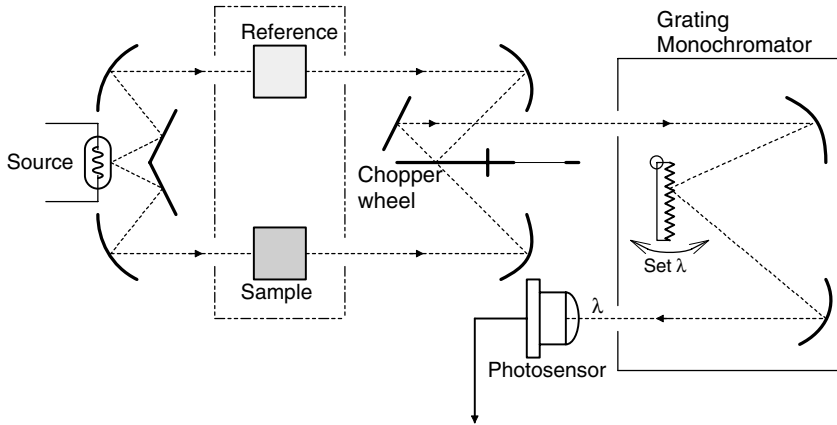 Reference
Grating
Monochromator
Source
Chopper
wheel
Set λ
Sample
λ
Photosensor